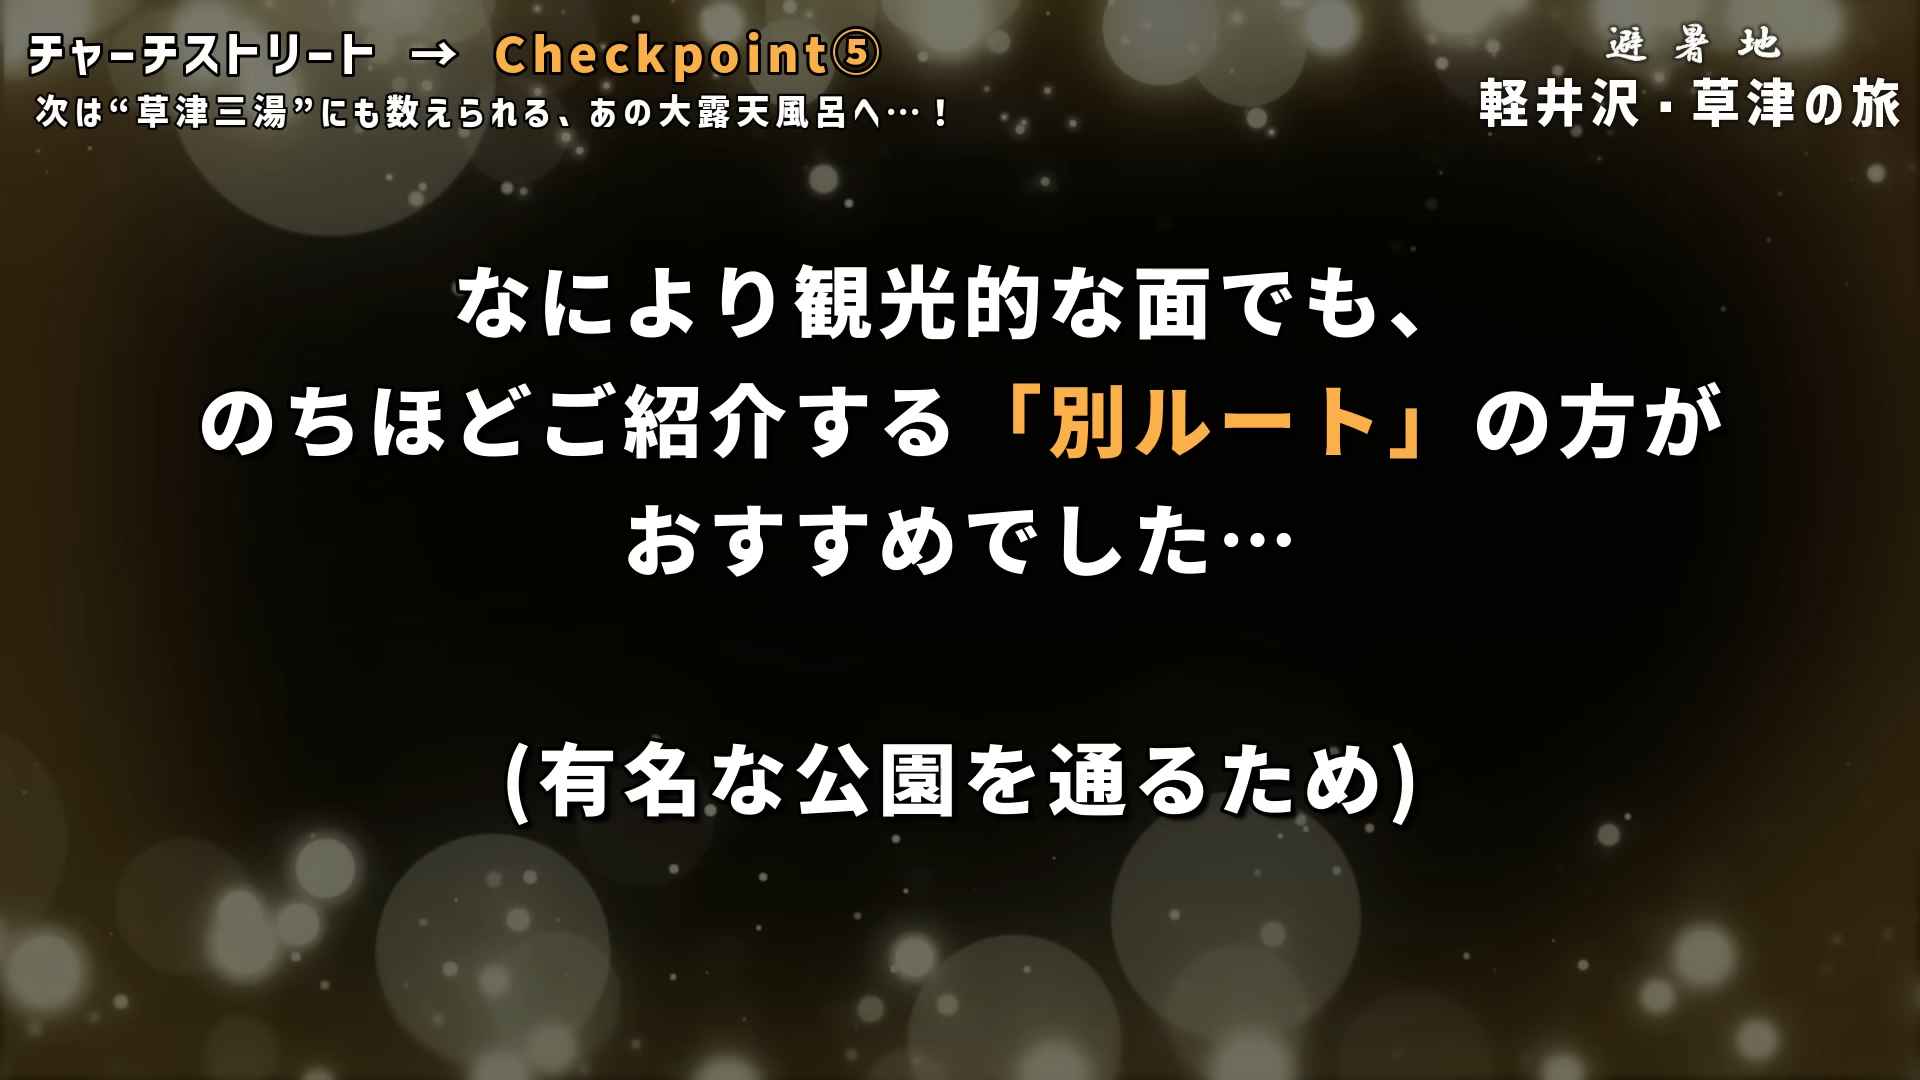 チャーチストリート → Checkpoint⑤
次は“草津三湯”にも数えられる、あの大露天風呂へ…！
避暑地
軽井沢・草津の旅
なにより観光的な面でも、
のちほどご紹介する「別ルート」の方が
おすすめでした…
(有名な公園を通るため)